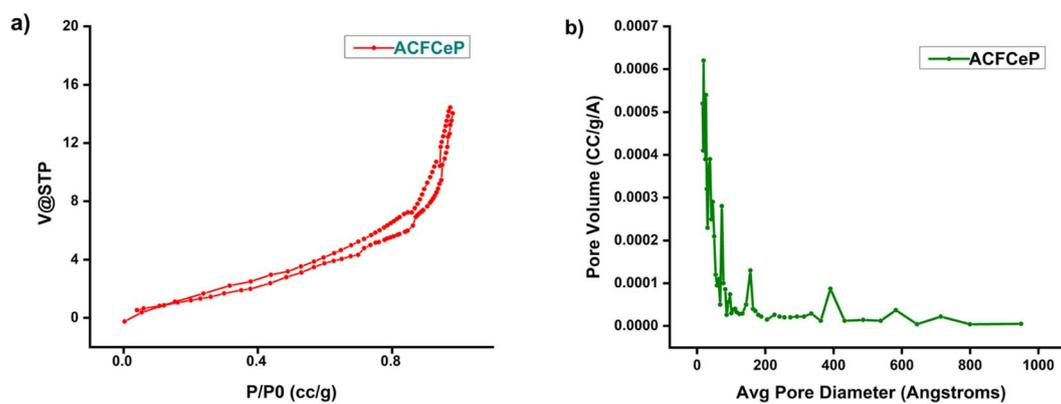 a)
ACFCeP
V@STP
20
16
12
8
4
0
0.0 0.4 0.8
P/P0 (cc/g)
b)
ACFCeP
Pore Volume (CC/g/A)
0.0007
0.0006
0.0005
0.0004
0.0003
0.0002
0.0001
0.0000
0 200 400 600 800 1000
Avg Pore Diameter (Angstroms)